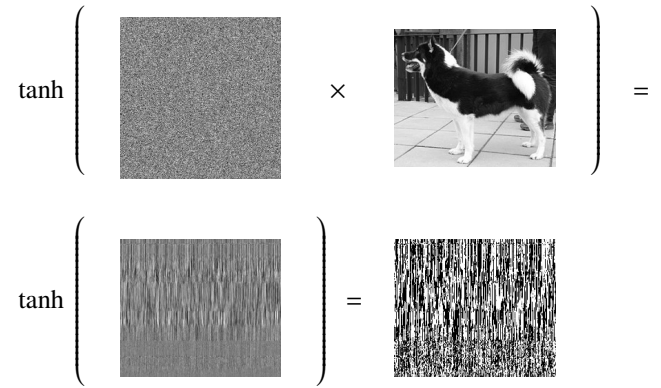 tanh ( × ) =
tanh ( ) =